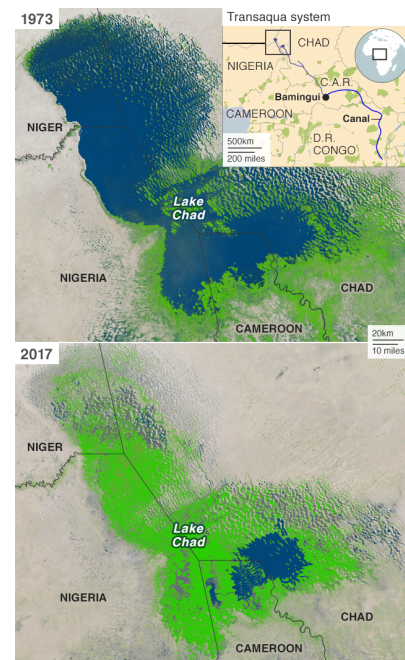 1973
Transaqua system
CHAD
NIGERIA
C.A.R.
Bamingui
CAMEROON
Canal
D.R.
CONGO
500km
200 miles
NIGER
Lake
Chad
NIGERIA
CHAD
CAMEROON
20km
10 miles
2017
NIGER
Lake
Chad
NIGERIA
CHAD
CAMEROON